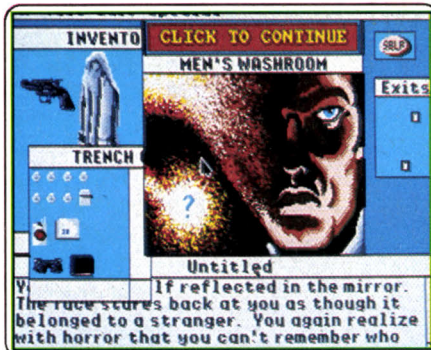 INVENTO
CLICK TO CONTINUE
SELF
MEN'S WASHROOM
Exits
TRENCH
?
Untitled
lf reflected in the mirror.
The face stares back at you as though it
belonged to a stranger. You again realize
with horror that you can't remember who